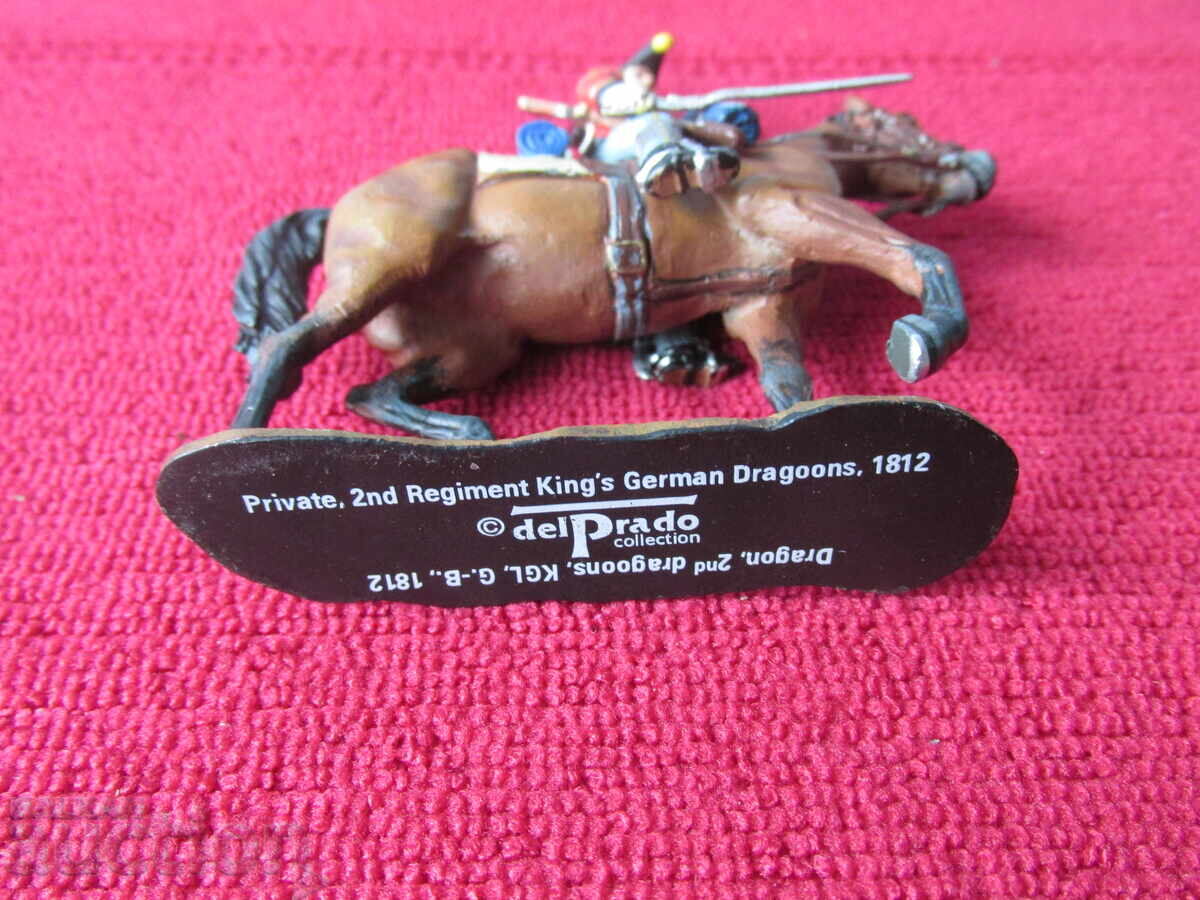 Private, 2nd Regiment King's German Dragoons, 1812
© delPrado
collection
Dragon, 2nd dragoons, KGL, G.-B., 1812